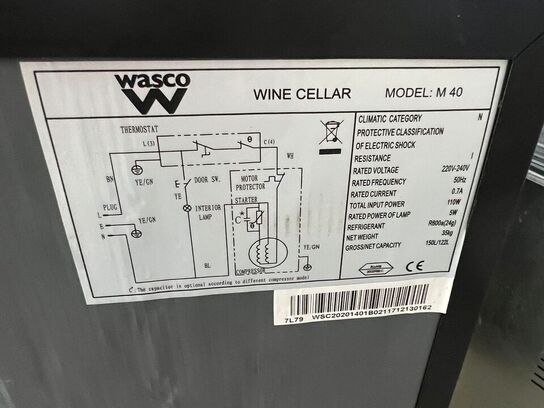 wasco
W
WINE CELLAR
MODEL: M 40
THERMOSTAT
L(3)
θ
C(4)
BN
YE/GN
WH
DOOR SW.
MOTOR
PROTECTOR
YE
STARTER
PLUG
L
INTERIOR
LAMP
C*
θ
E
YE/GN
N
YE/GN
BL
COMPRESSOR
C*: The capacitor is optional according to different compressor model
CLIMATIC CATEGORY N
PROTECTIVE CLASSIFICATION
OF ELECTRIC SHOCK
RESISTANCE I
RATED VOLTAGE 220V-240V
RATED FREQUENCY 50Hz
RATED CURRENT 0.7A
TOTAL INPUT POWER 110W
RATED POWER OF LAMP 5W
REFRIGERANT R600a(24g)
NET WEIGHT 35kg
GROSS/NET CAPACITY 150L/122L
CE
7L79 WSC20201401B0211712130162